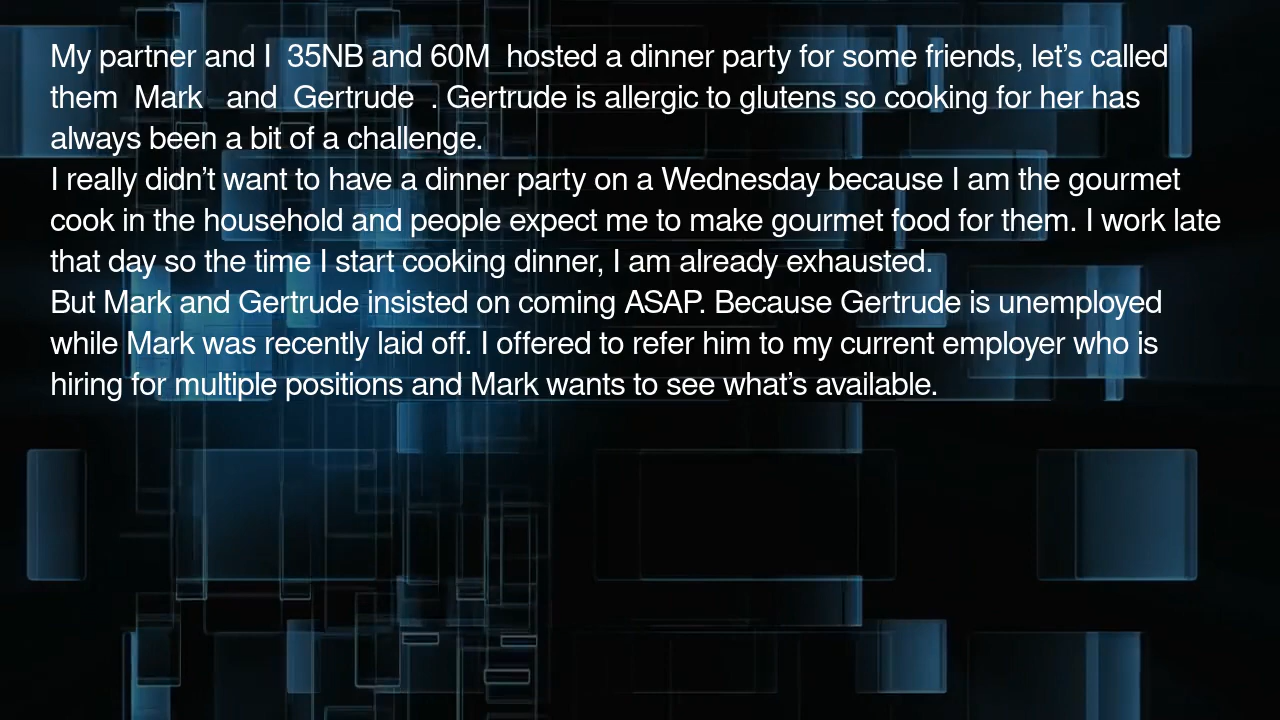 My partner and I  35NB and 60M  hosted a dinner party for some friends, let’s called
them  Mark   and  Gertrude  . Gertrude is allergic to glutens so cooking for her has
always been a bit of a challenge.
I really didn’t want to have a dinner party on a Wednesday because I am the gourmet
cook in the household and people expect me to make gourmet food for them. I work late
that day so the time I start cooking dinner, I am already exhausted.
But Mark and Gertrude insisted on coming ASAP. Because Gertrude is unemployed
while Mark was recently laid off. I offered to refer him to my current employer who is
hiring for multiple positions and Mark wants to see what’s available.